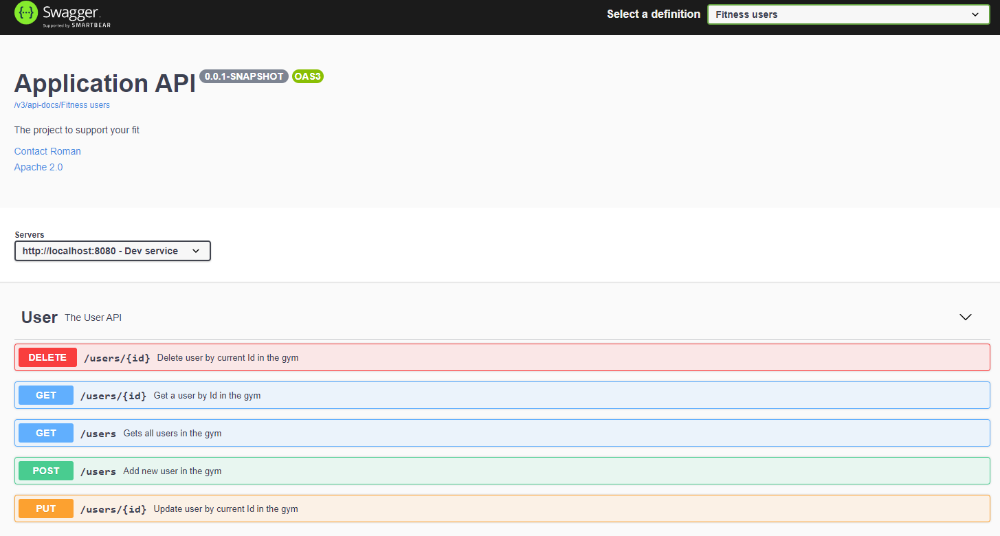 Swagger
Supported by SMARTBEAR
Select a definition Fitness users
Application API 0.0.1-SNAPSHOT OAS3
/v3/api-docs/Fitness users
The project to support your fit
Contact Roman
Apache 2.0
Servers
http://localhost:8080 - Dev service
User The User API
DELETE /users/{id} Delete user by current Id in the gym
GET /users/{id} Get a user by Id in the gym
GET /users Gets all users in the gym
POST /users Add new user in the gym
PUT /users/{id} Update user by current Id in the gym